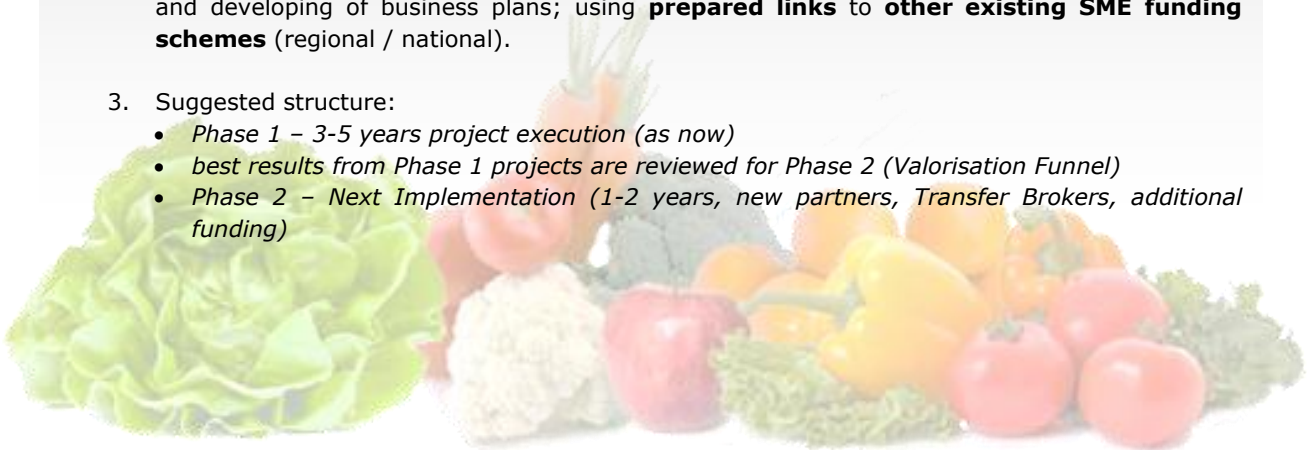 and developing of business plans; using prepared links to other existing SME funding
schemes (regional / national).
3. Suggested structure:
• Phase 1 – 3-5 years project execution (as now)
• best results from Phase 1 projects are reviewed for Phase 2 (Valorisation Funnel)
• Phase 2 – Next Implementation (1-2 years, new partners, Transfer Brokers, additional
funding)